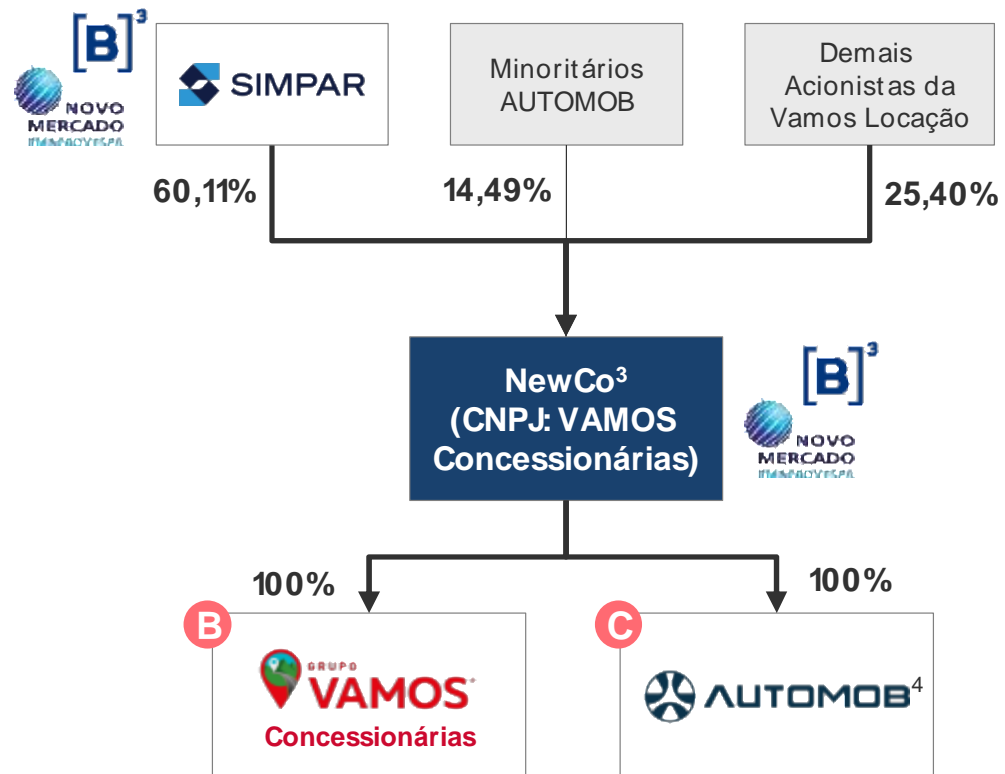 [B]³
NOVO
MERCADO
SIMPAR
Minoritários
AUTOMOB
Demais
Acionistas da
Vamos Locação
60,11%
14,49%
25,40%
NewCo³
(CNPJ: VAMOS
Concessionárias)
[B]³
NOVO
MERCADO
100%
100%
B
GRUPO
VAMOS
Concessionárias
C
AUTOMOB⁴